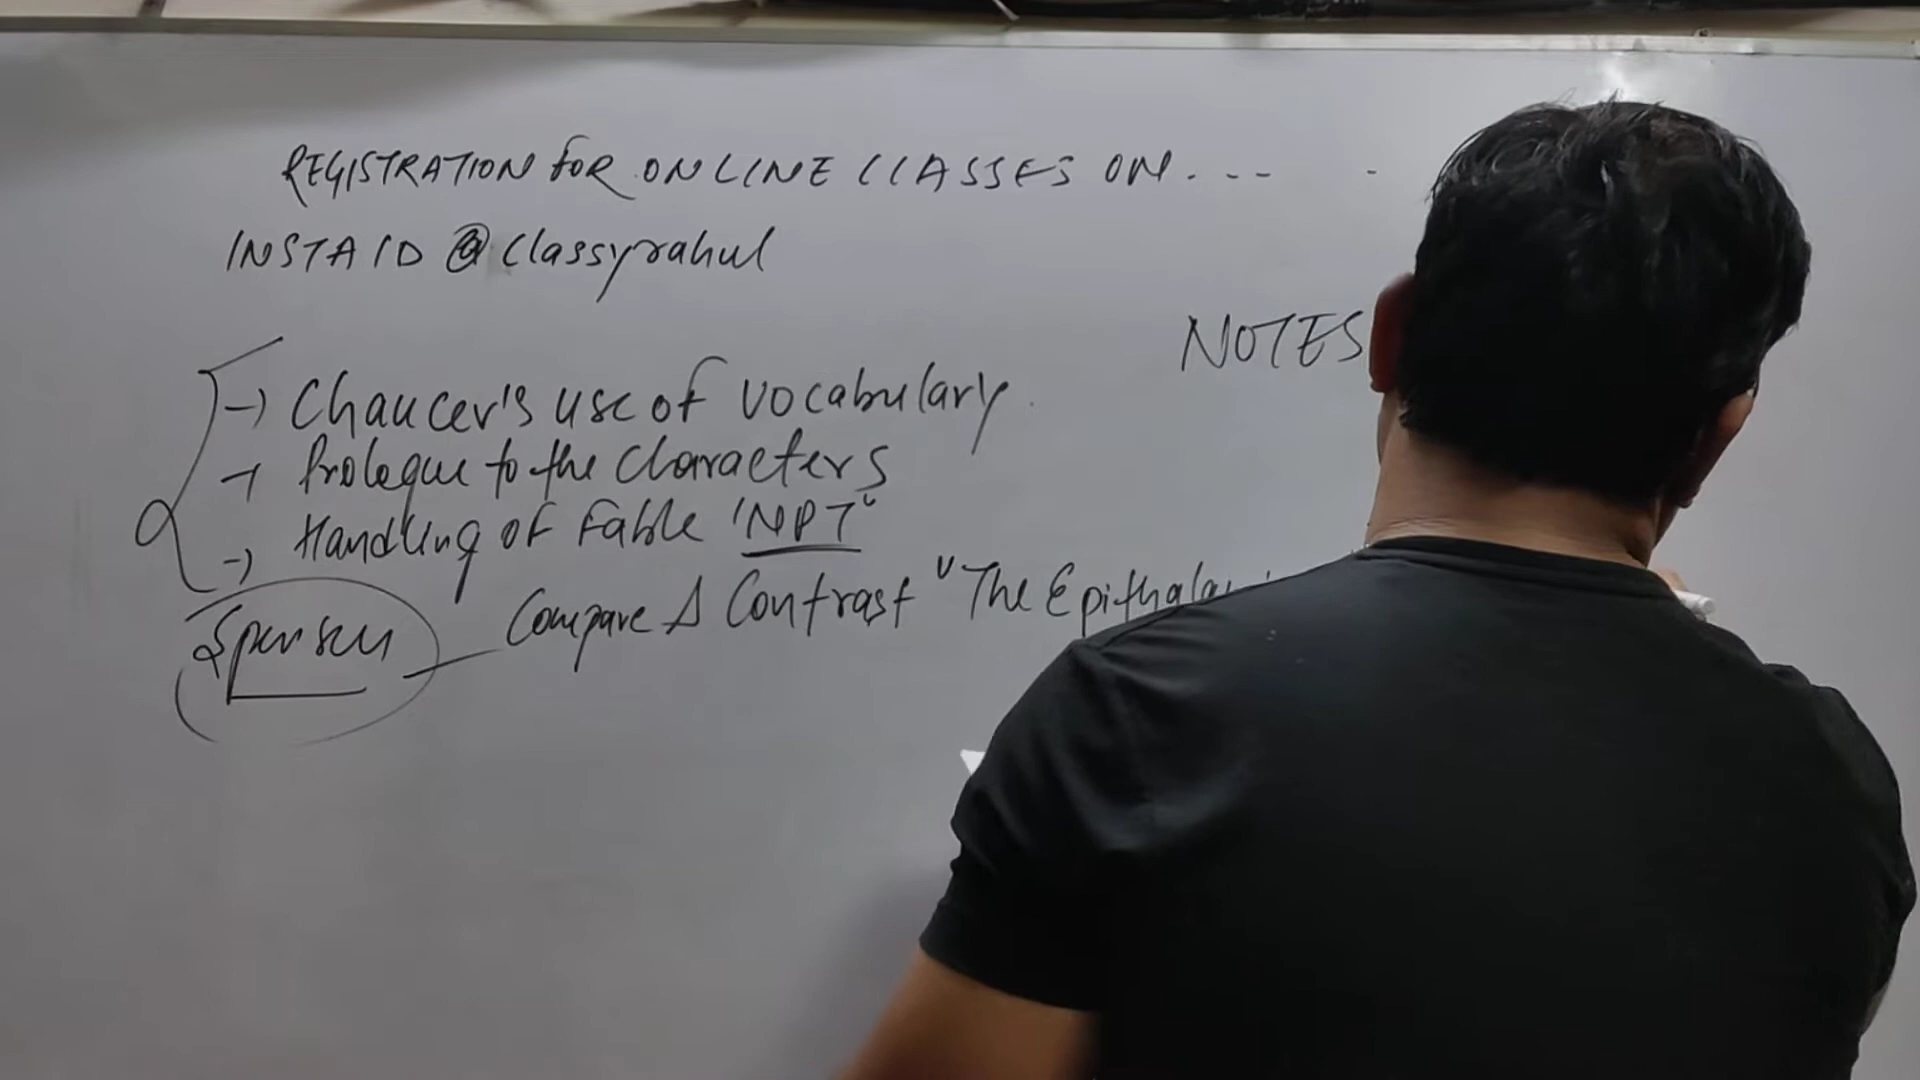 REGISTRATION FOR ONLINE CLASSES ON... -
INSTA ID @classyrahul
NOTES
→ Chaucer's use of vocabulary.
→ Prologue to the characters
→ Handling of Fable 'NPT"
Spenser — Compare & Contrast "The Epithala